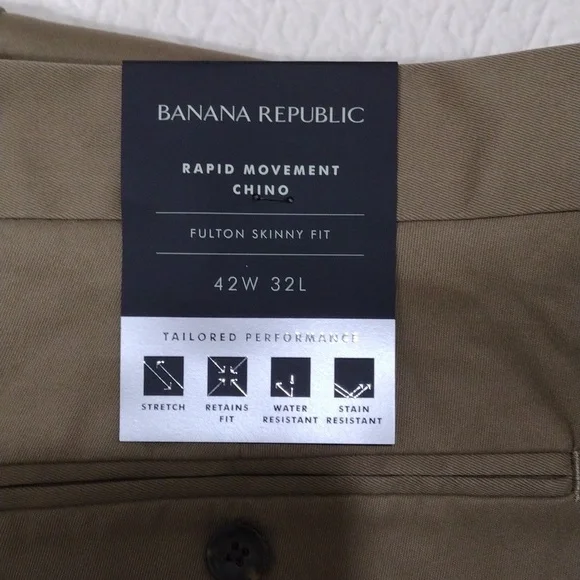 BANANA REPUBLIC
RAPID MOVEMENT
CHINO
FULTON SKINNY FIT
42W 32L
TAILORED PERFORMANCE
STRETCH
RETAINS
FIT
WATER
RESISTANT
STAIN
RESISTANT